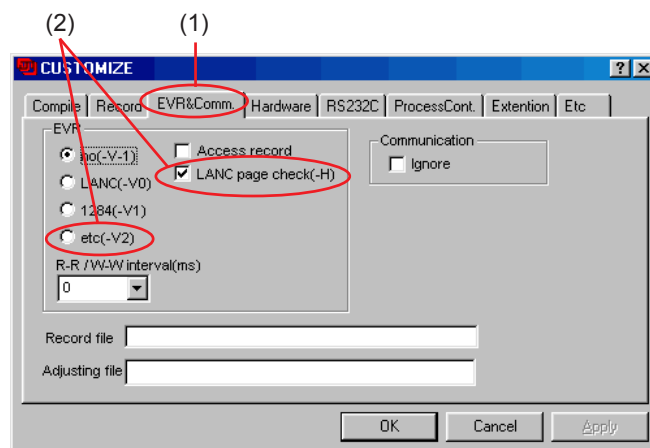 (2) (1)
CUSTOMIZE
Compile Record EVR&Comm. Hardware RS232C ProcessCont. Extention Etc
EVR
no(-V-1) Access record
LANC(-V0) LANC page check(-H)
1284(-V1)
etc(-V2)
R-R / W-W interval(ms)
0
Communication
Ignore
Record file
Adjusting file
OK Cancel Apply